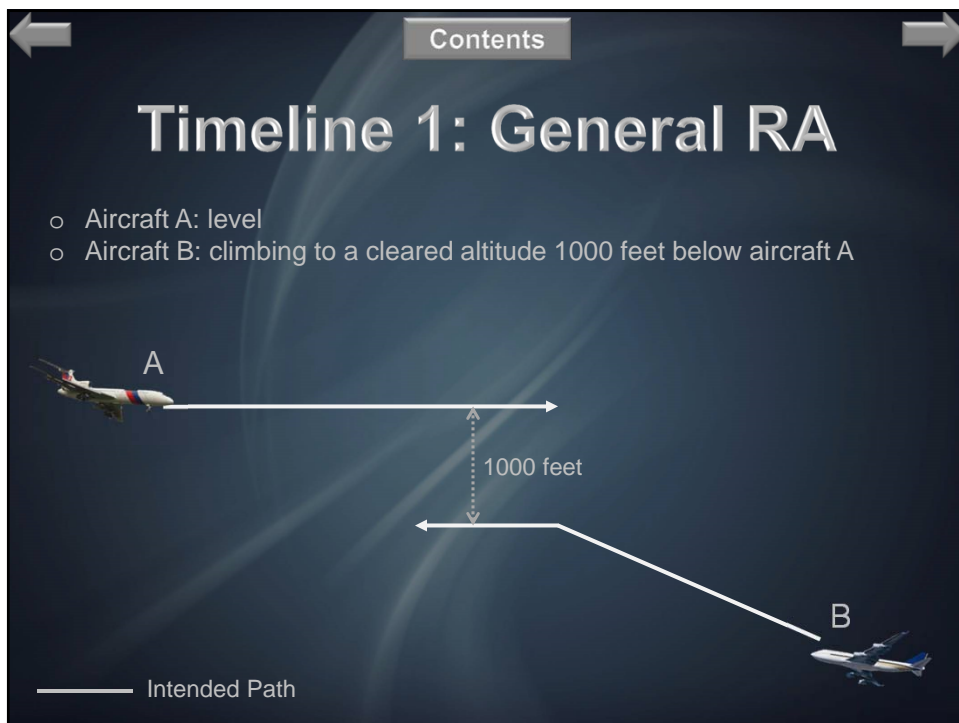 Contents
Timeline 1: General RA
o Aircraft A: level
o Aircraft B: climbing to a cleared altitude 1000 feet below aircraft A
A
1000 feet
B
Intended Path